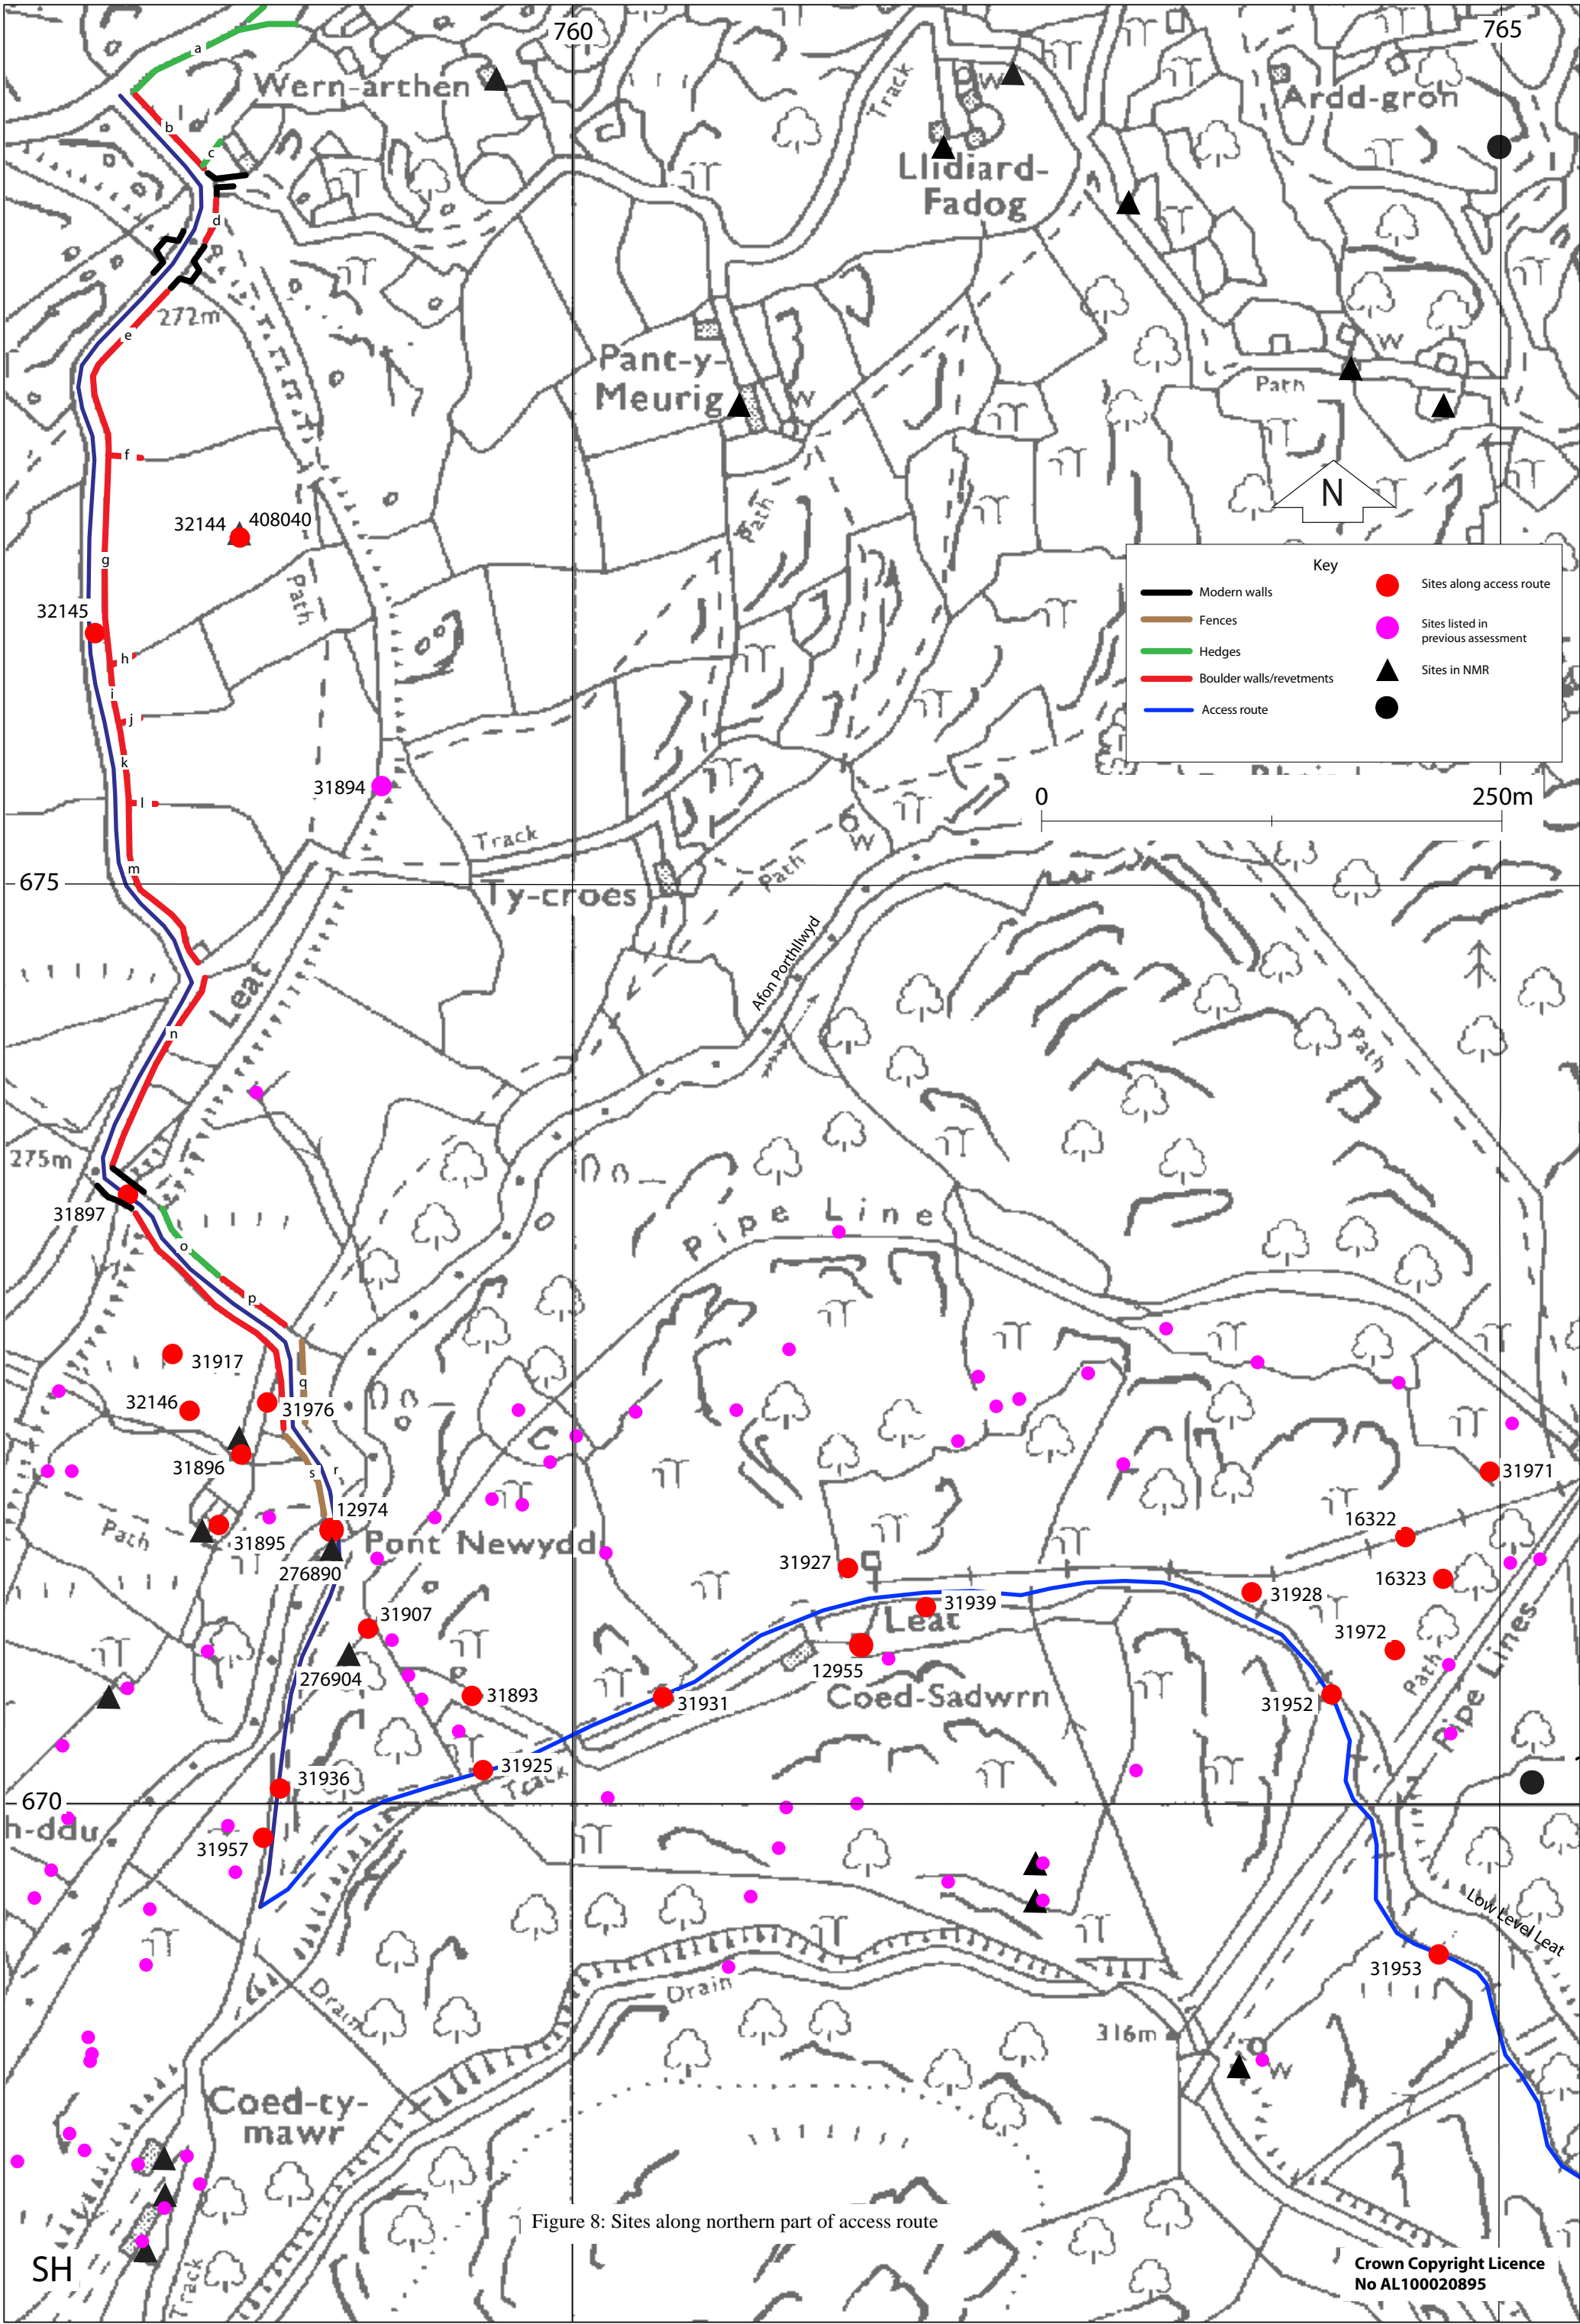 760
765
a
Wern-arthen
Track
W
Ardd-groh
b
c
Llidiard-
Fadog
d
272m
e
Pant-y-
Meurig
W
W
Path
f
N
Path
32144
408040
Key
Modern walls
Fences
Hedges
Boulder walls/revetments
Access route
Sites along access route
Sites listed in
previous assessment
Sites in NMR
g
Path
32145
h
i
j
k
31894
0
250m
l
Track
W
m
675
Path
Ty-croes
Afon Porthllwyd
Leat
n
Path
275m
31897
Pipe Line
o
p
31917
q
32146
31976
31896
s
r
31971
12974
16322
Path
31895
Pont Newydd
276890
31927
16323
31939
31928
31907
Leat
31972
276904
12955
Path
Pipe Lines
31893
31931
Coed-Sadwrn
31952
31925
Track
31936
670
h-ddu
31957
Low Level Leat
31953
Drain
Drain
316m
W
Coed-ty-
mawr
Figure 8: Sites along northern part of access route
SH
Track
Crown Copyright Licence
No AL100020895